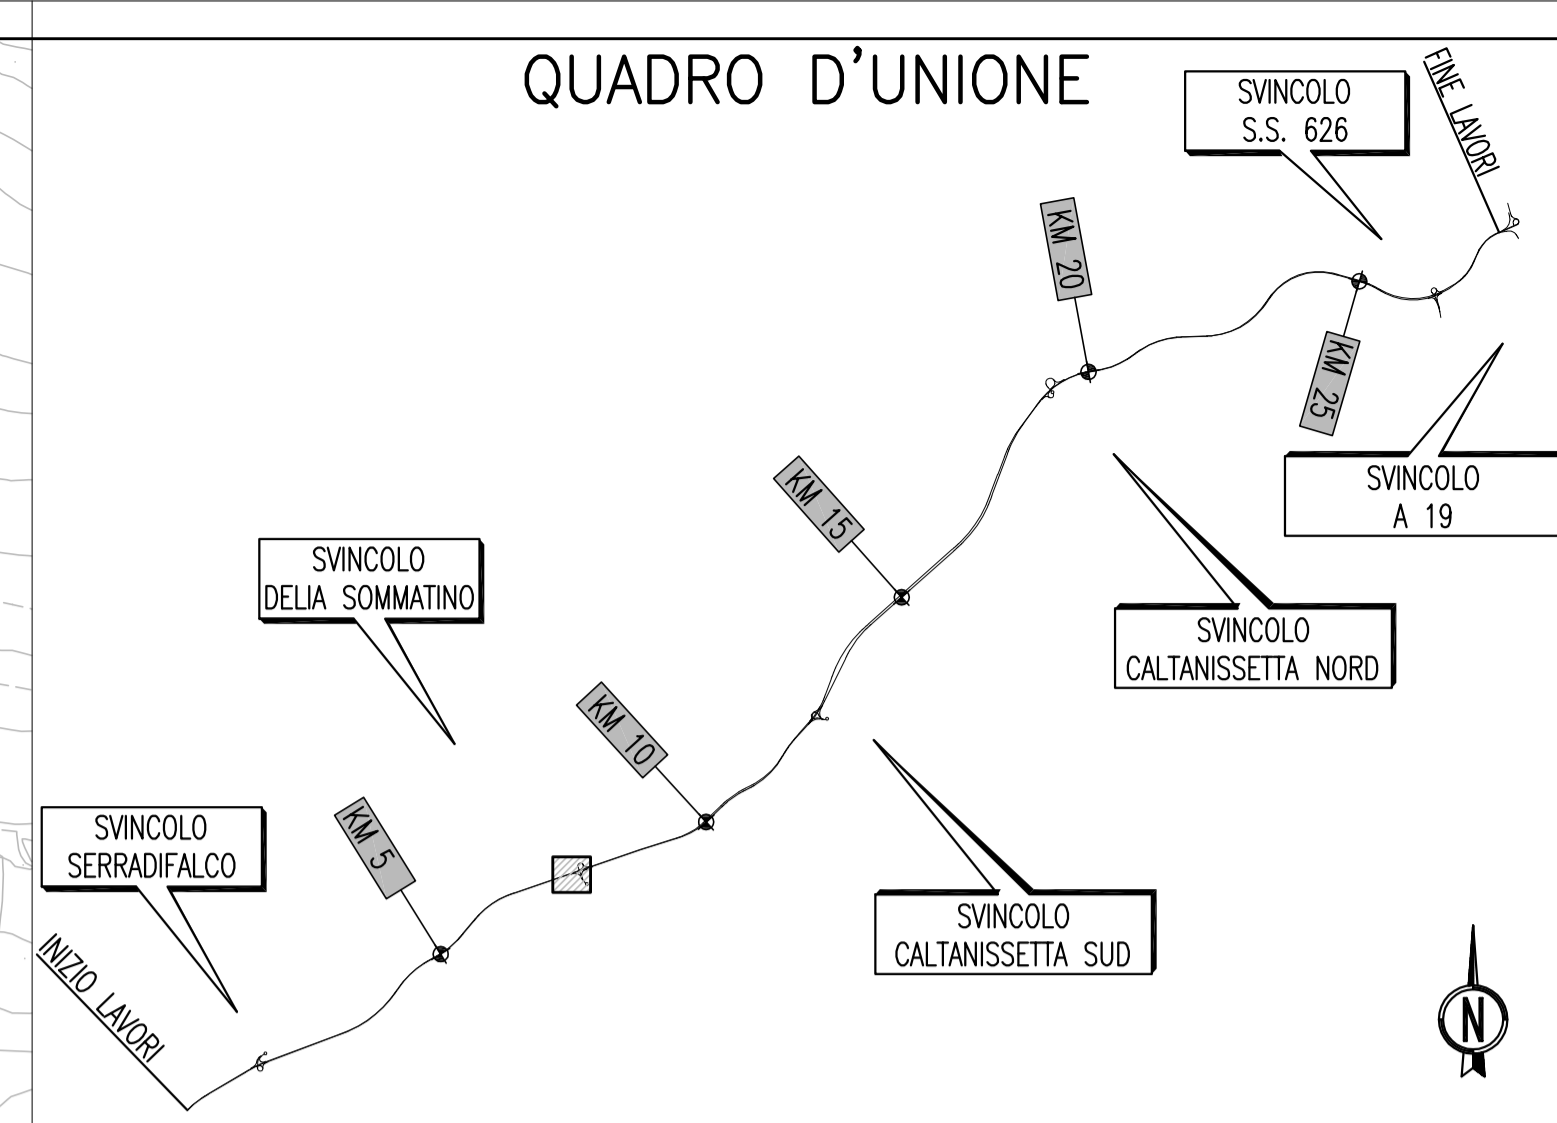 QUADRO D'UNIONE
SVINCOLO
S.S. 626
FINE LAVORI
KM 20
KM 25
SVINCOLO
A 19
KM 15
SVINCOLO
DELIA SOMMATINO
SVINCOLO
CALTANISSETTA NORD
KM 10
KM 5
SVINCOLO
SERRADIFALCO
SVINCOLO
CALTANISSETTA SUD
INIZIO LAVORI
N